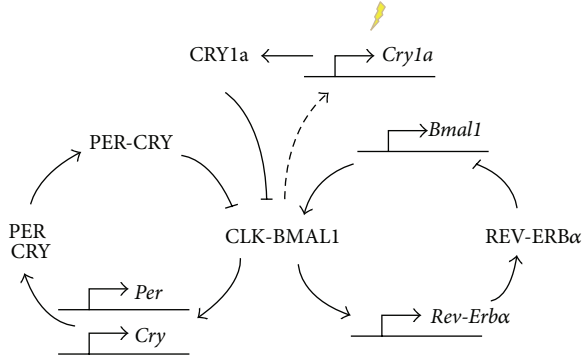 CRY1a
Cry1a
Bmal1
PER-CRY
PER
CRY
CLK-BMAL1
REV-ERBα
Per
Cry
Rev-Erbα